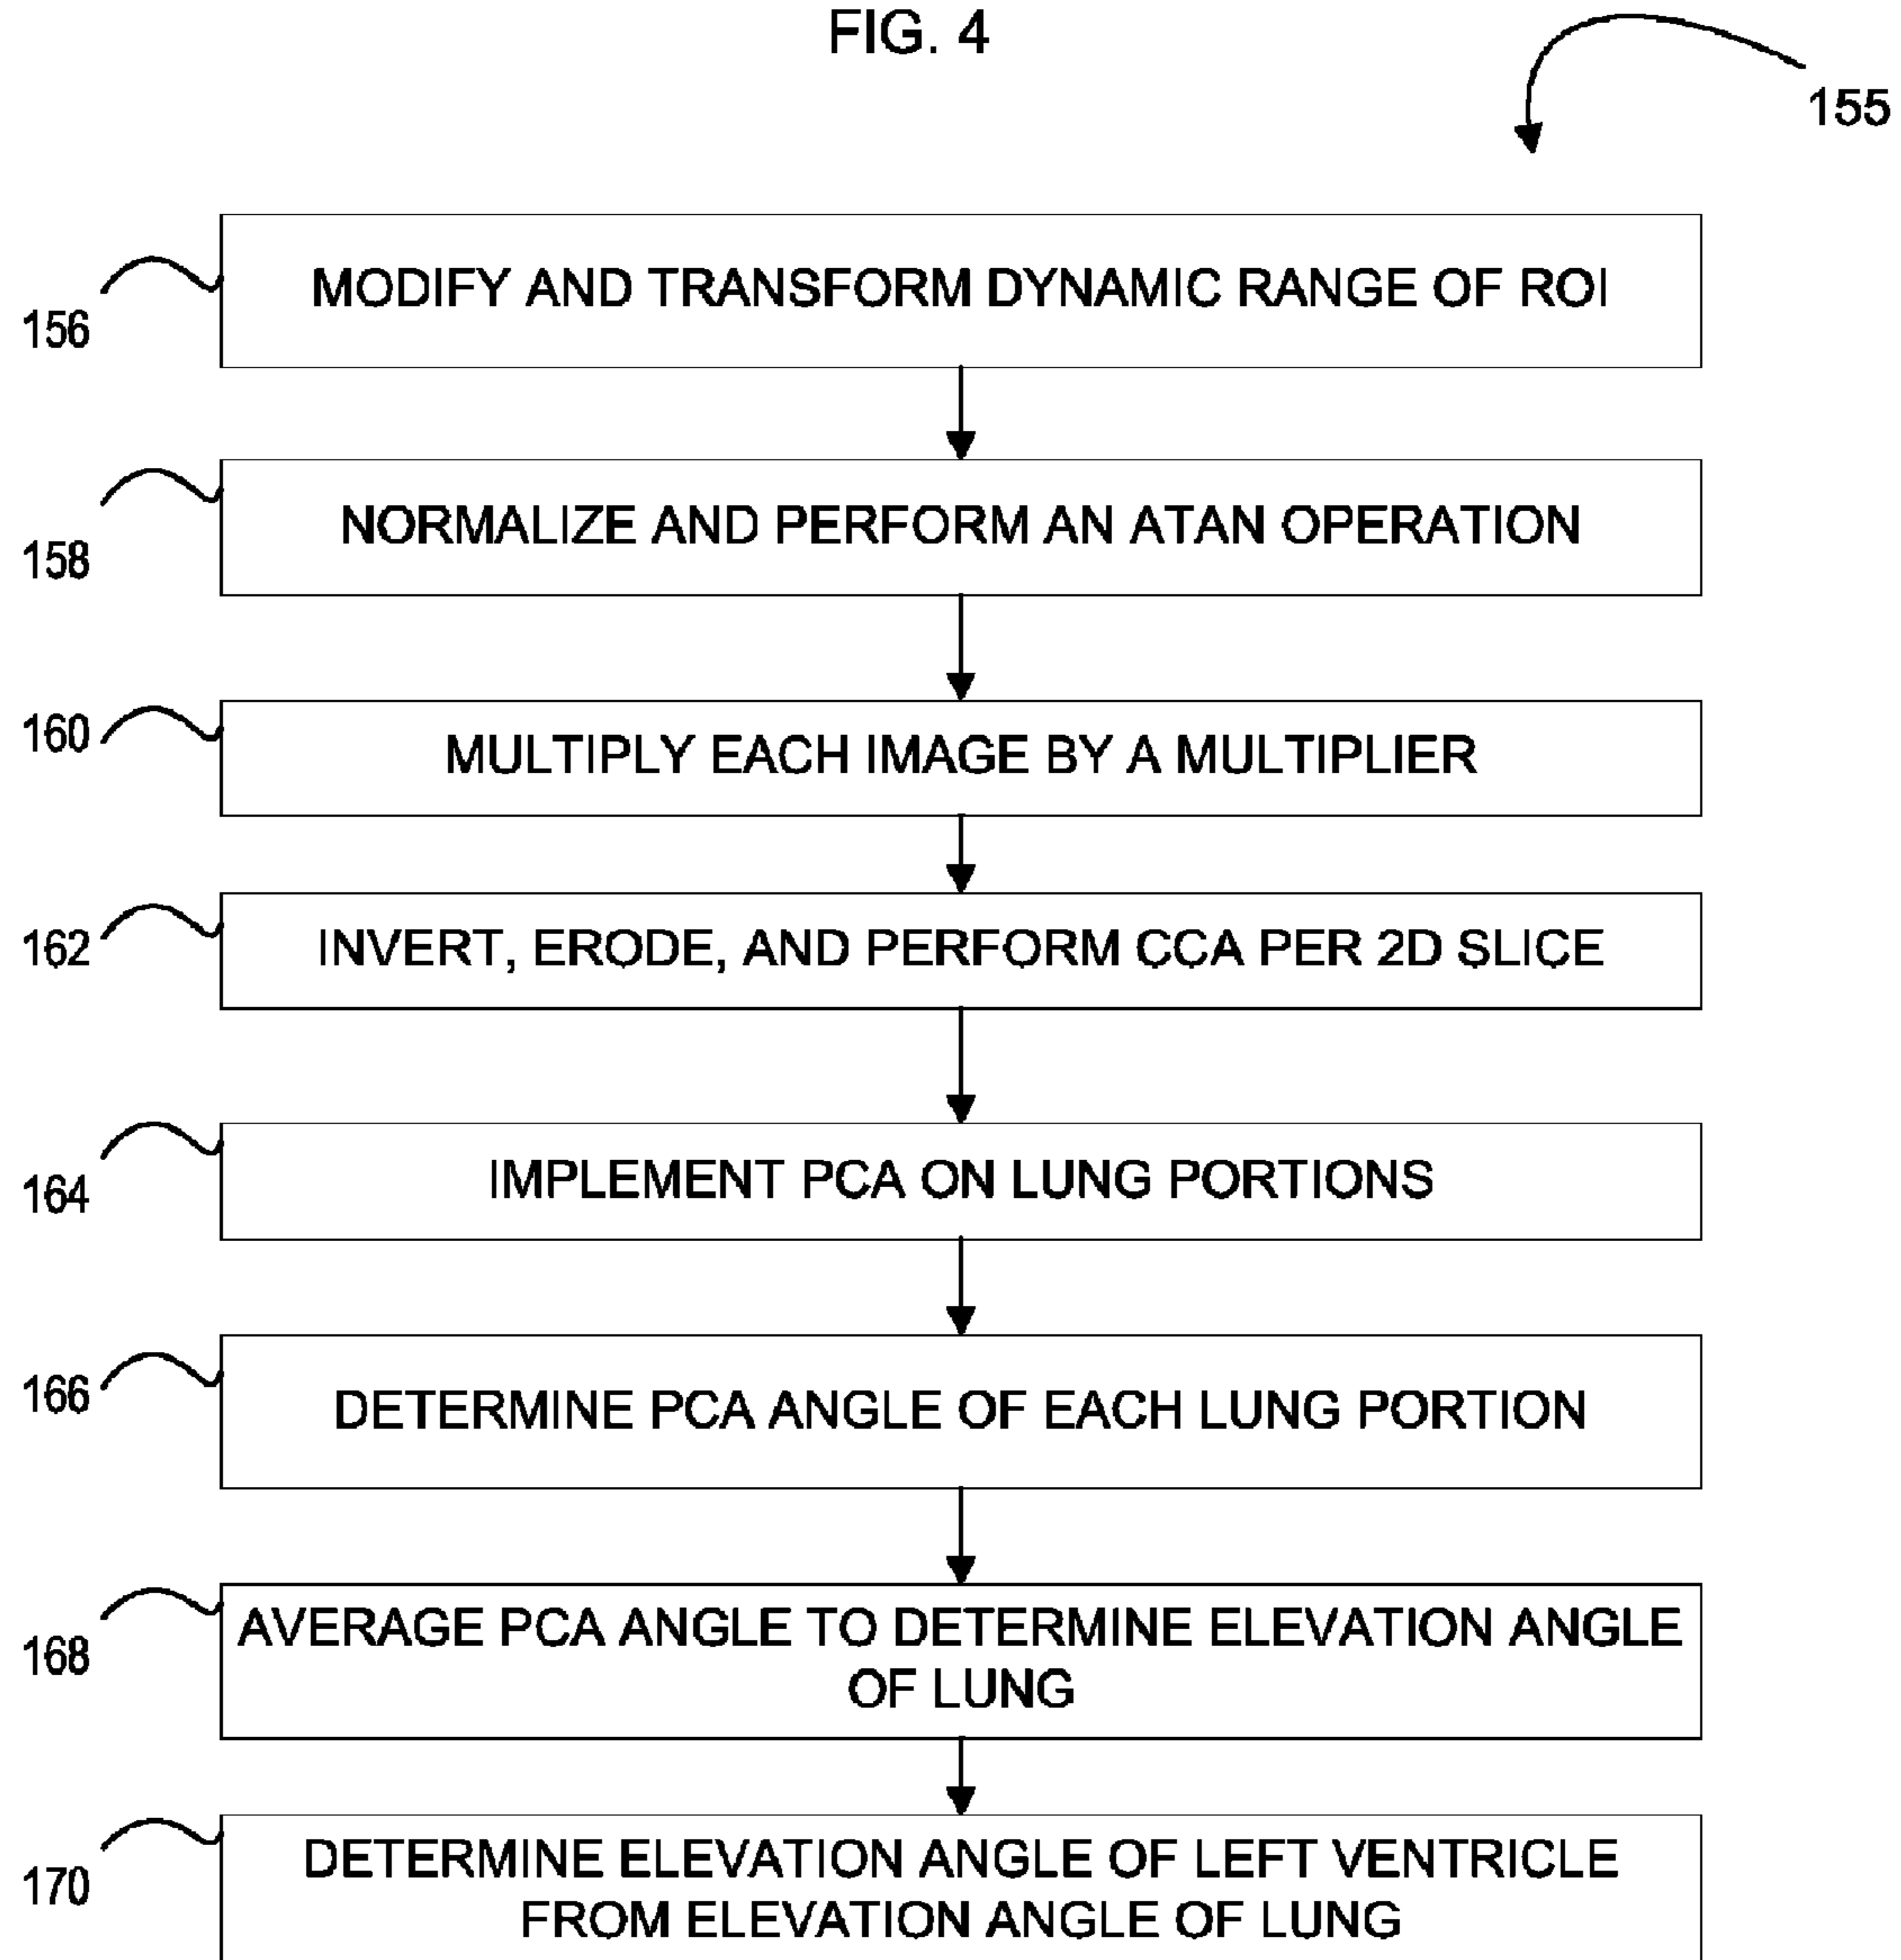 FIG. 4
155
156
MODIFY AND TRANSFORM DYNAMIC RANGE OF ROI
158
NORMALIZE AND PERFORM AN ATAN OPERATION
160
MULTIPLY EACH IMAGE BY A MULTIPLIER
162
INVERT, ERODE, AND PERFORM CCA PER 2D SLICE
164
IMPLEMENT PCA ON LUNG PORTIONS
166
DETERMINE PCA ANGLE OF EACH LUNG PORTION
168
AVERAGE PCA ANGLE TO DETERMINE ELEVATION ANGLE
OF LUNG
170
DETERMINE ELEVATION ANGLE OF LEFT VENTRICLE
FROM ELEVATION ANGLE OF LUNG